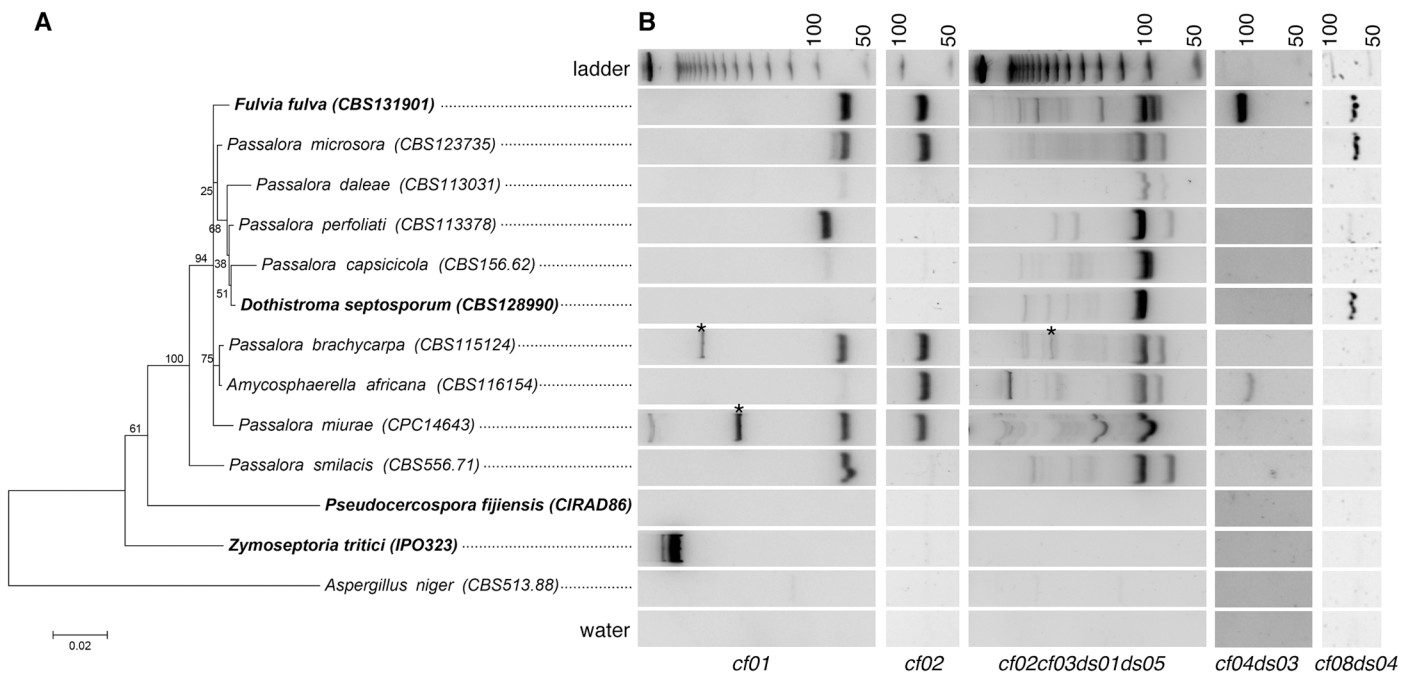 A
B
100 50 100 50 100 50 100 50 100 50
ladder
Fulvia fulva (CBS131901)
Passalora microsora (CBS123735)
Passalora daleae (CBS113031)
25
Passalora perfoliati (CBS113378)
68
Passalora capsicicola (CBS156.62)
94 38
51
Dothistroma septosporum (CBS128990)
* *
Passalora brachycarpa (CBS115124)
100 75
Amycosphaerella africana (CBS116154)
*
Passalora miurae (CPC14643)
61
Passalora smilacis (CBS556.71)
Pseudocercospora fijiensis (CIRAD86)
Zymoseptoria tritici (IPO323)
Aspergillus niger (CBS513.88)
water
0.02
cf01 cf02 cf02cf03ds01ds05 cf04ds03 cf08ds04